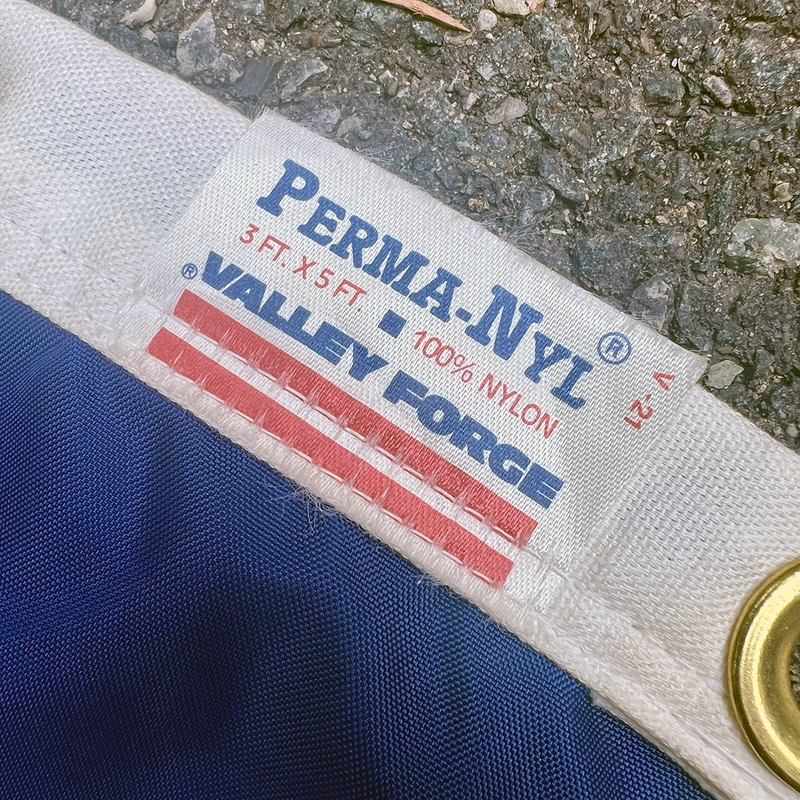 PERMA-NYL®
3 FT. X 5 FT. ■ 100% NYLON
®VALLEY FORGE
V-21